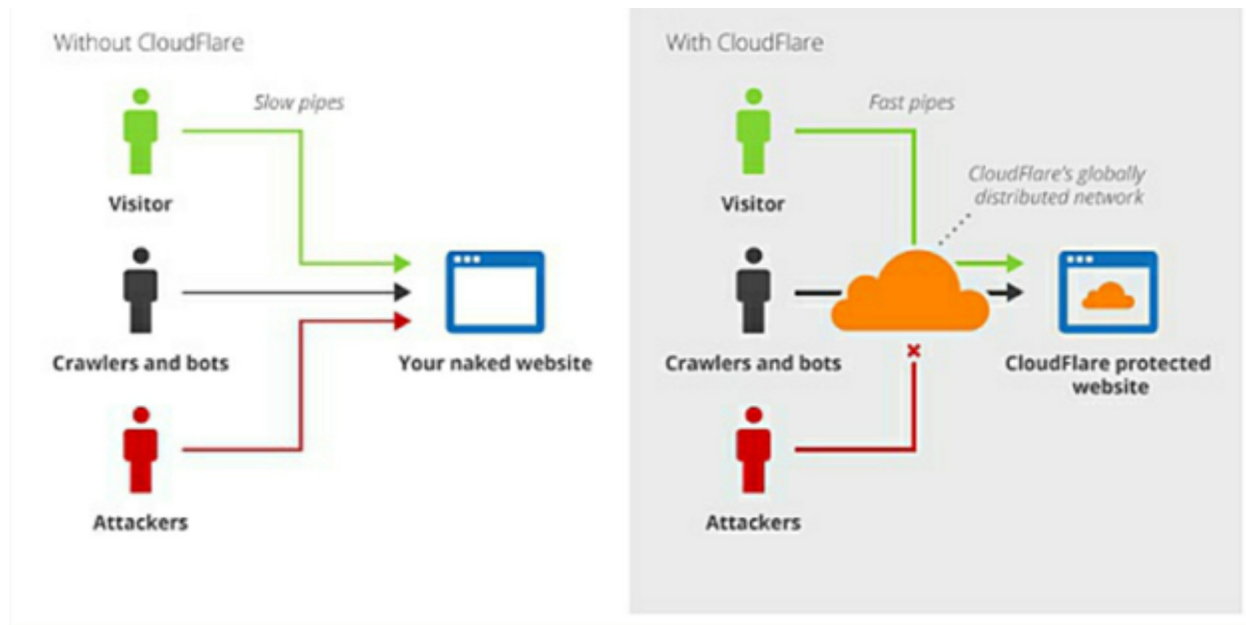 Without CloudFlare
Slow pipes
Visitor
Crawlers and bots
Your naked website
Attackers
With CloudFlare
Fast pipes
CloudFlare's globally
distributed network
Visitor
Crawlers and bots
CloudFlare protected
website
Attackers